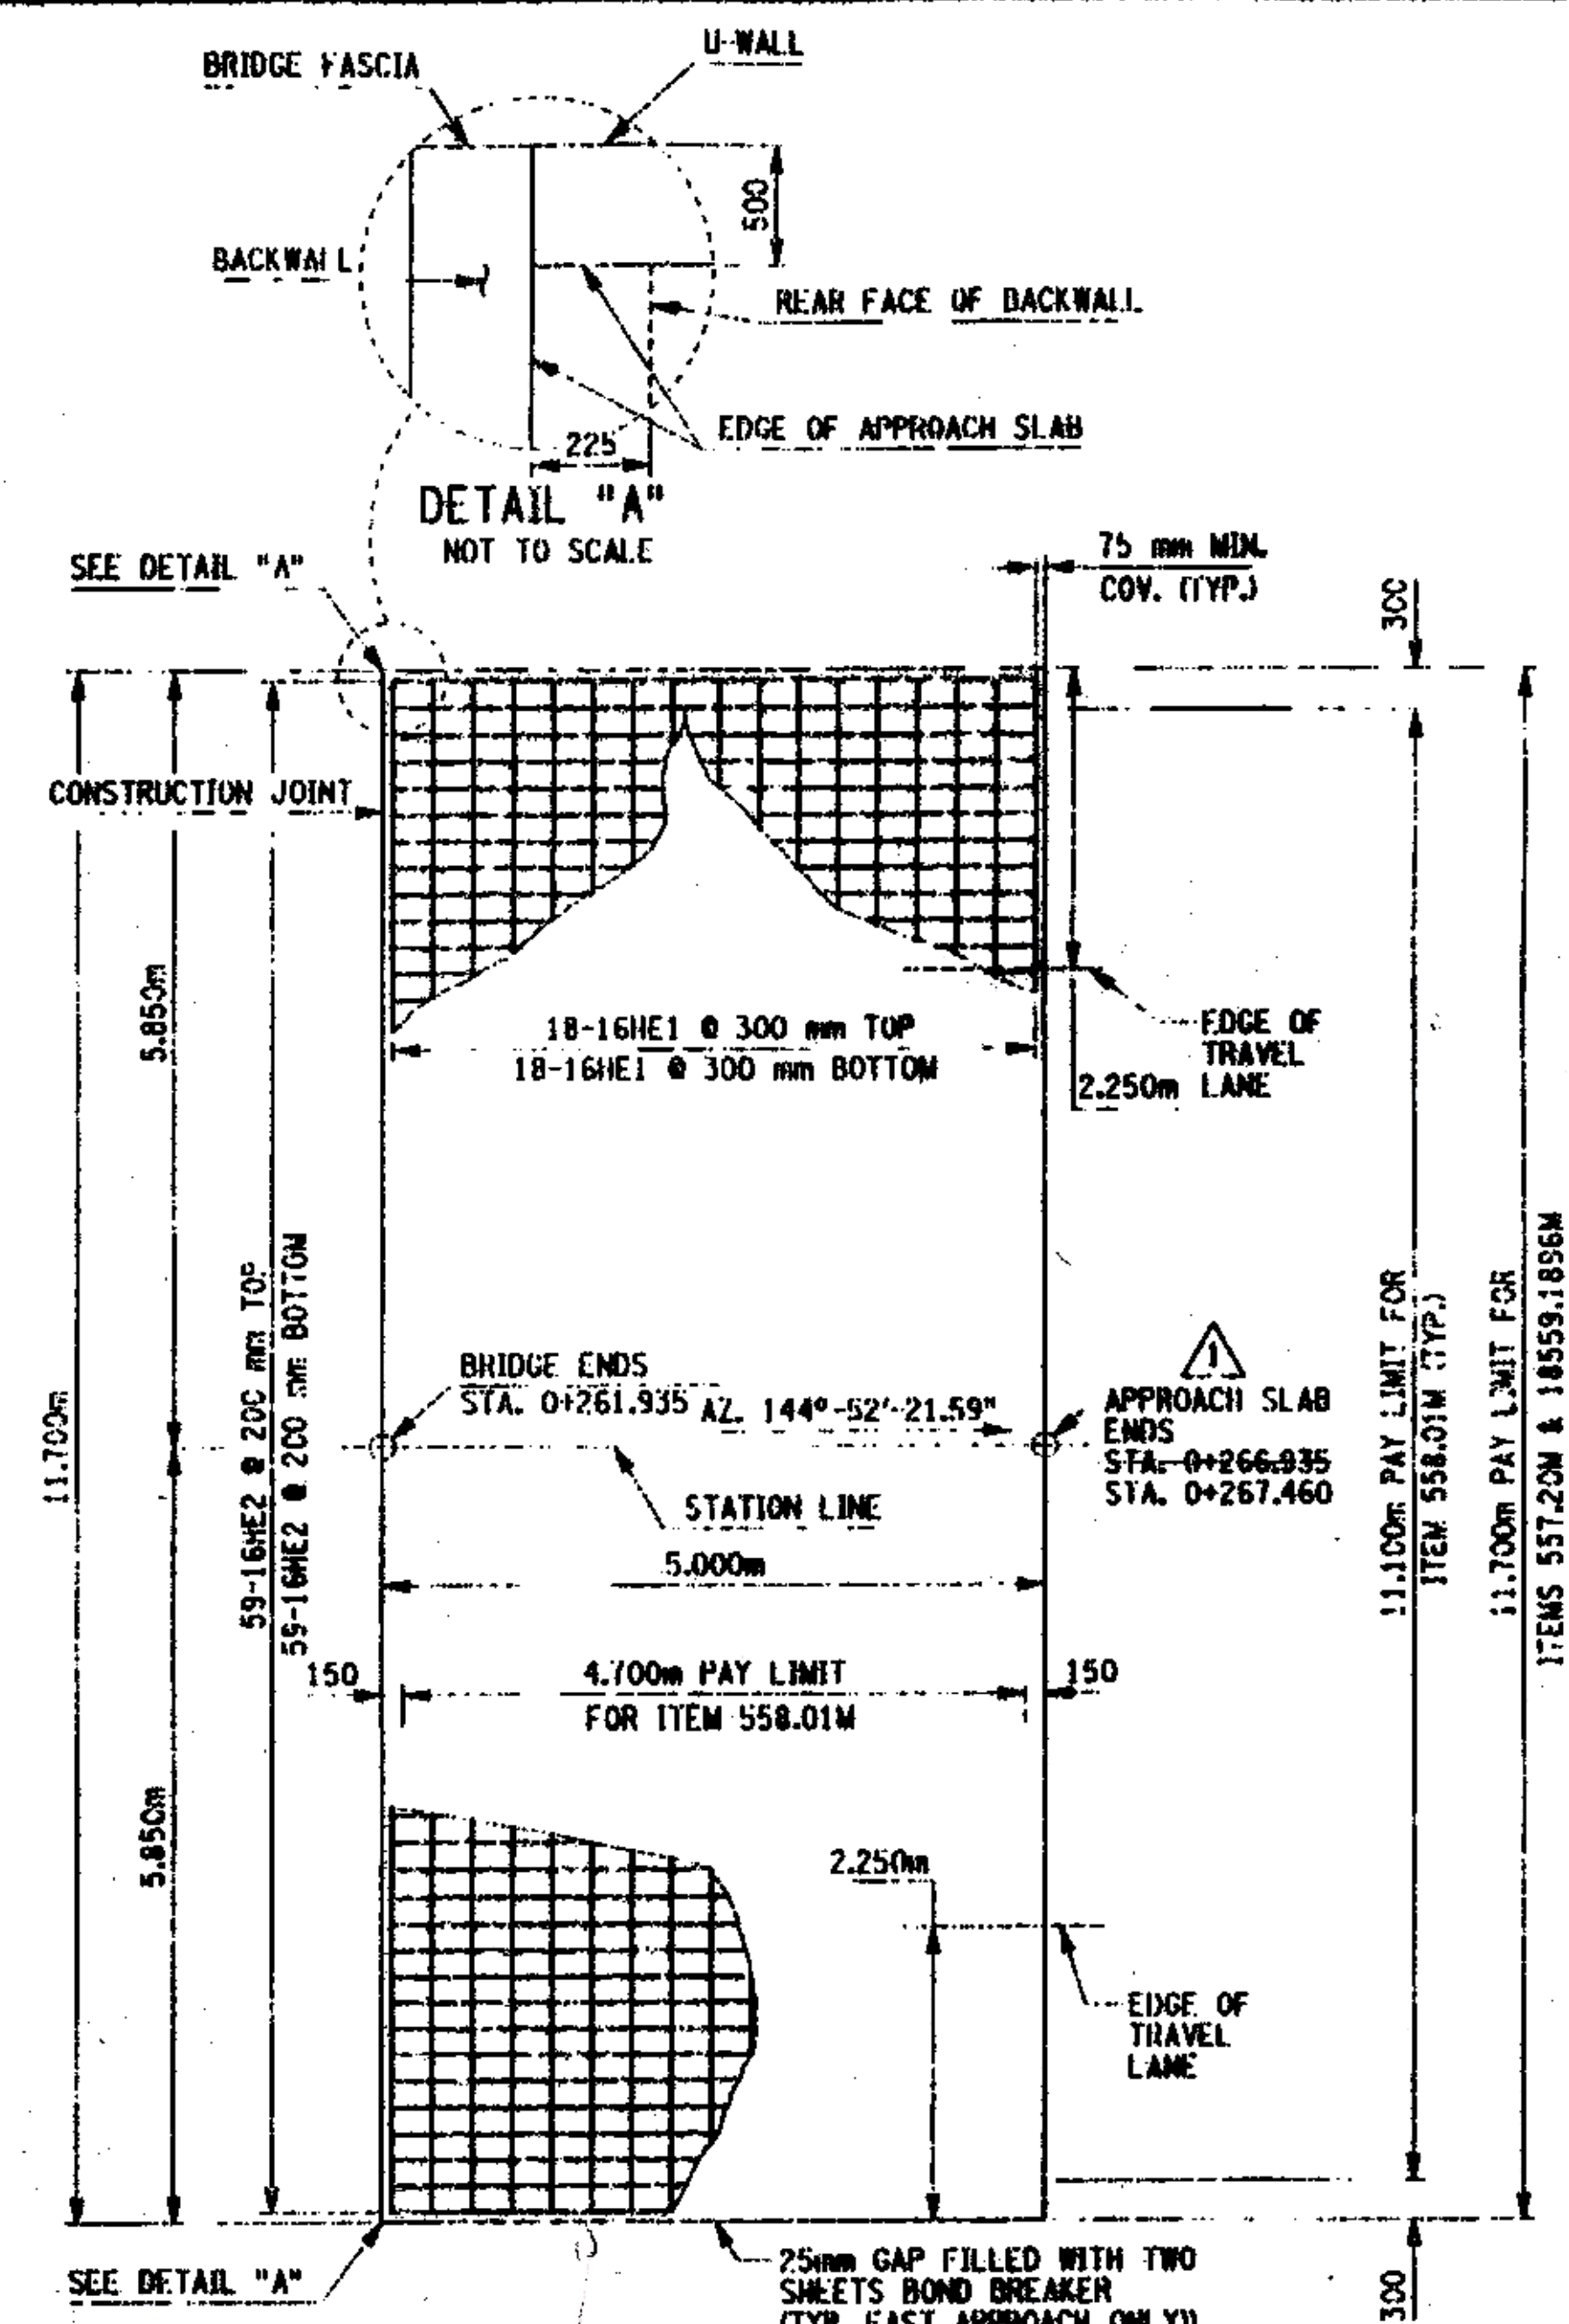 U-WALL
BRIDGE FASCIA
500
BACKWALL
REAR FACE OF BACKWALL
EDGE OF APPROACH SLAB
225
DETAIL "A"
NOT TO SCALE
SEE DETAIL "A"
75 mm MIN.
COV. (TYP.)
300
CONSTRUCTION JOINT
5.850m
18-16HE1 @ 300 mm TOP
18-16HE1 @ 300 mm BOTTOM
EDGE OF
TRAVEL
LANE
2.250m
11.700m
59-16HE2 @ 200 mm TOP
59-16HE2 @ 200 mm BOTTOM
BRIDGE ENDS
STA. 0+261.935
AZ. 144°-52'-21.59"
1
APPROACH SLAB
ENDS
STA. 0+266.935
STA. 0+267.460
STATION LINE
5.000m
11.100m PAY LIMIT FOR
ITEM 558.01M (TYP.)
11.700m PAY LIMIT FOR
ITEMS 557.20M & 18559.1896M
150
4.700m PAY LIMIT
FOR ITEM 558.01M
150
5.850m
2.250m
EDGE OF
TRAVEL
LANE
SEE DETAIL "A"
25mm GAP FILLED WITH TWO
SHEETS BOND BREAKER
(TYP. EAST APPROACH ONLY)
300